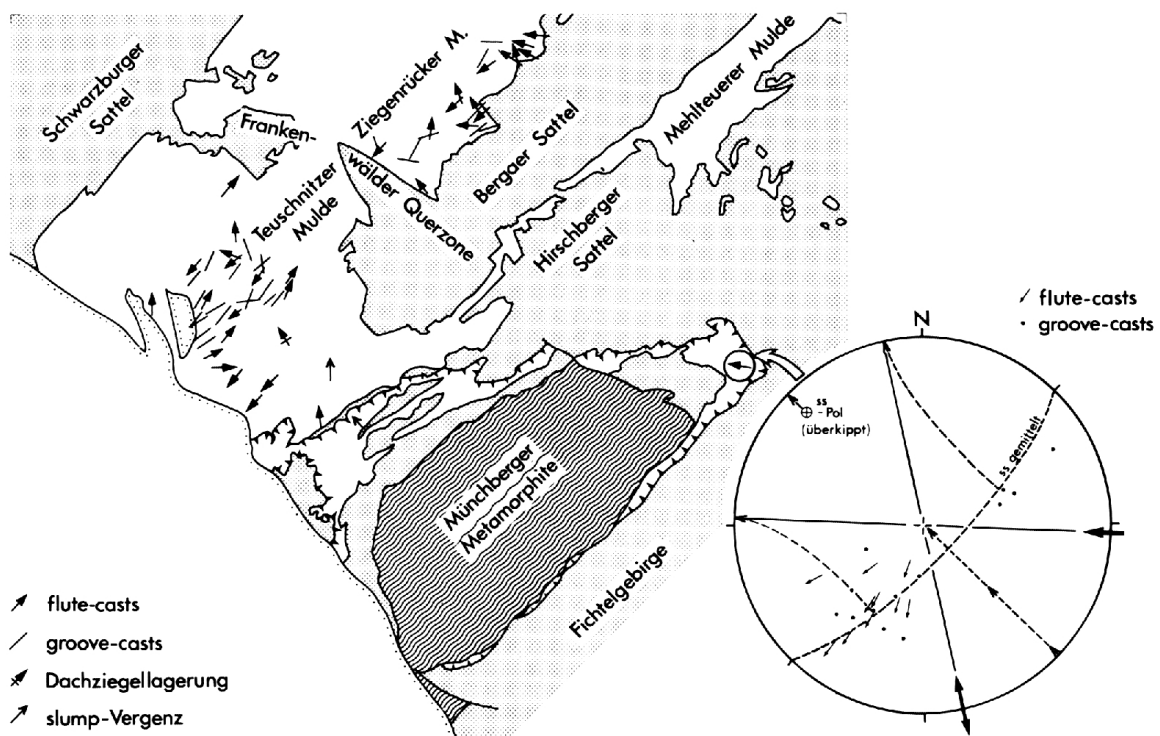 Schwarzburger
Sattel
Franken-
wälder Querzone
Teuschnitzer
Mulde
Ziegenrücker M.
Bergaer Sattel
Mehlteuerer Mulde
Hirschberger
Sattel
Münchberger
Metamorphite
Fichtelgebirge
flute-casts
groove-casts
Dachziegellagerung
slump-Vergenz
flute-casts
groove-casts
N
ss
-Pol
(überkippt)
ss gemittelt